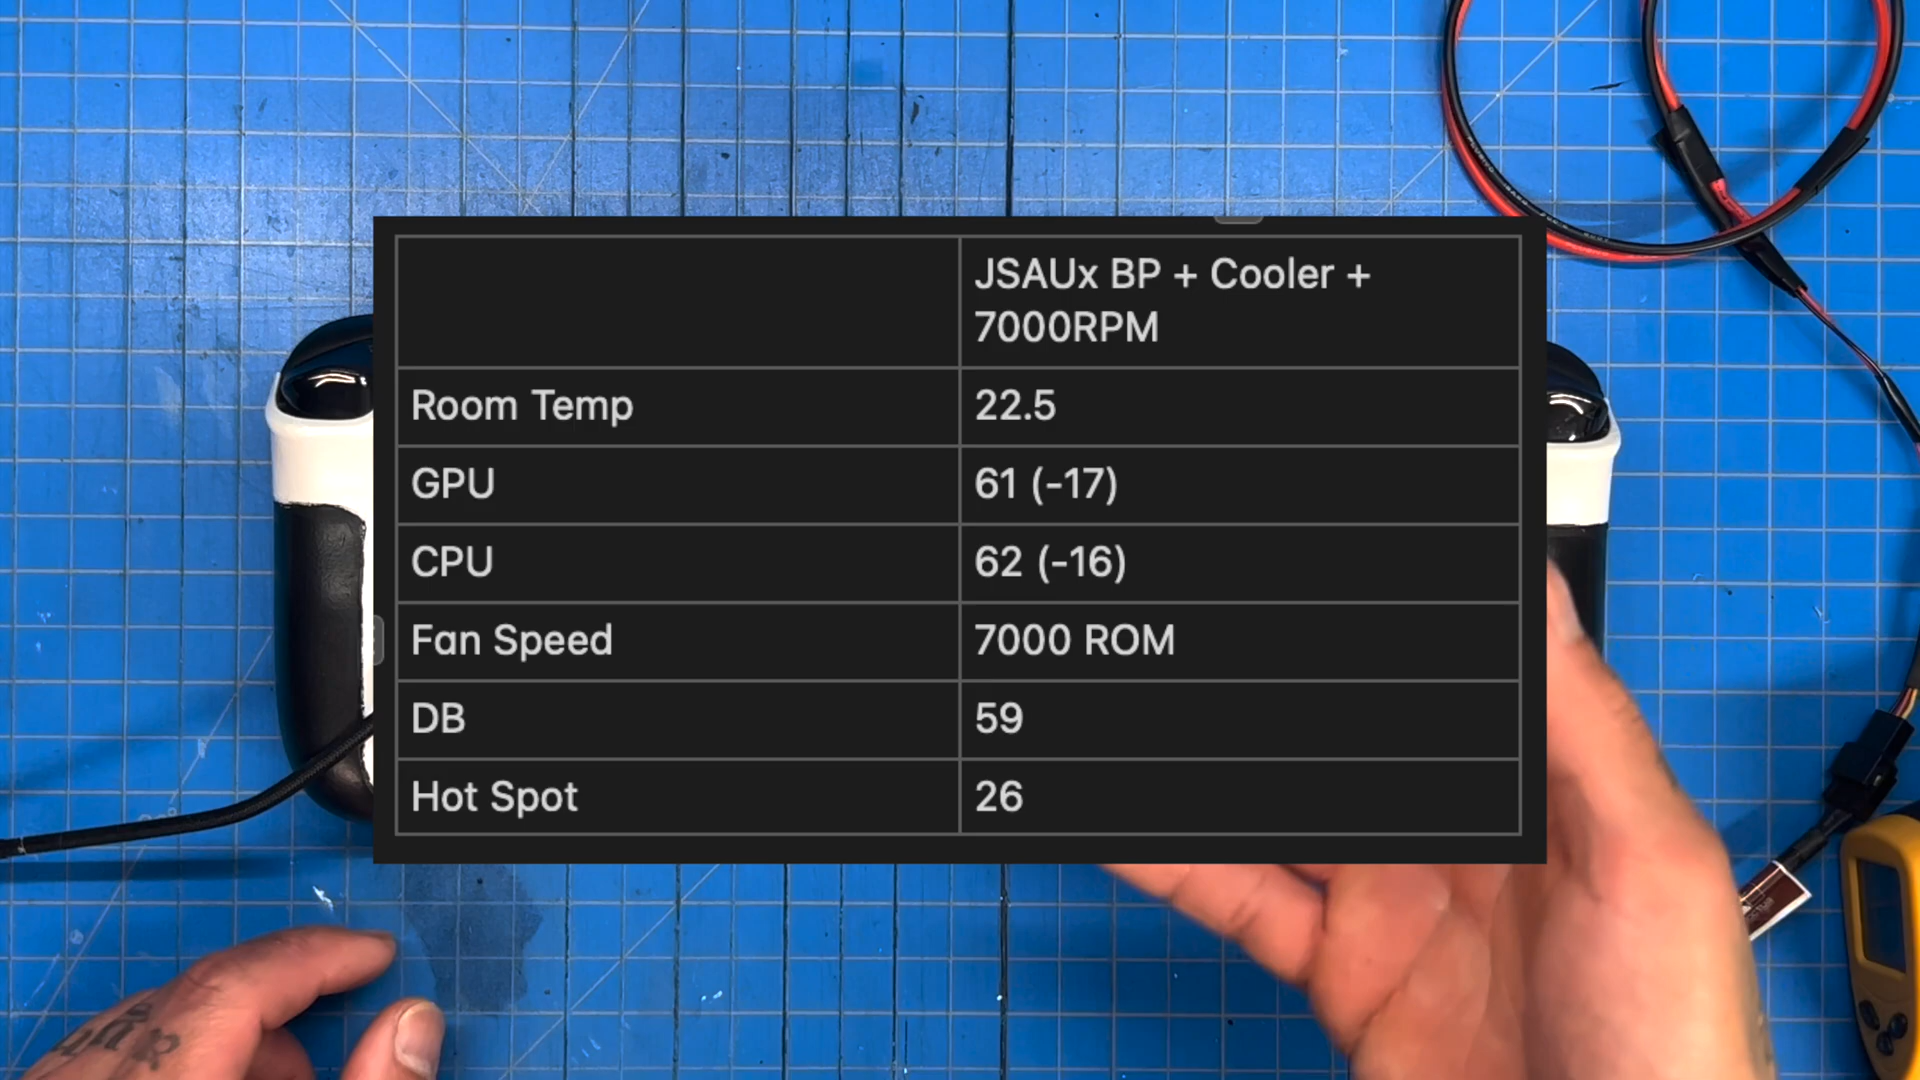 JSAUx BP + Cooler +
7000RPM
Room Temp 22.5
GPU 61 (-17)
CPU 62 (-16)
Fan Speed 7000 ROM
DB 59
Hot Spot 26